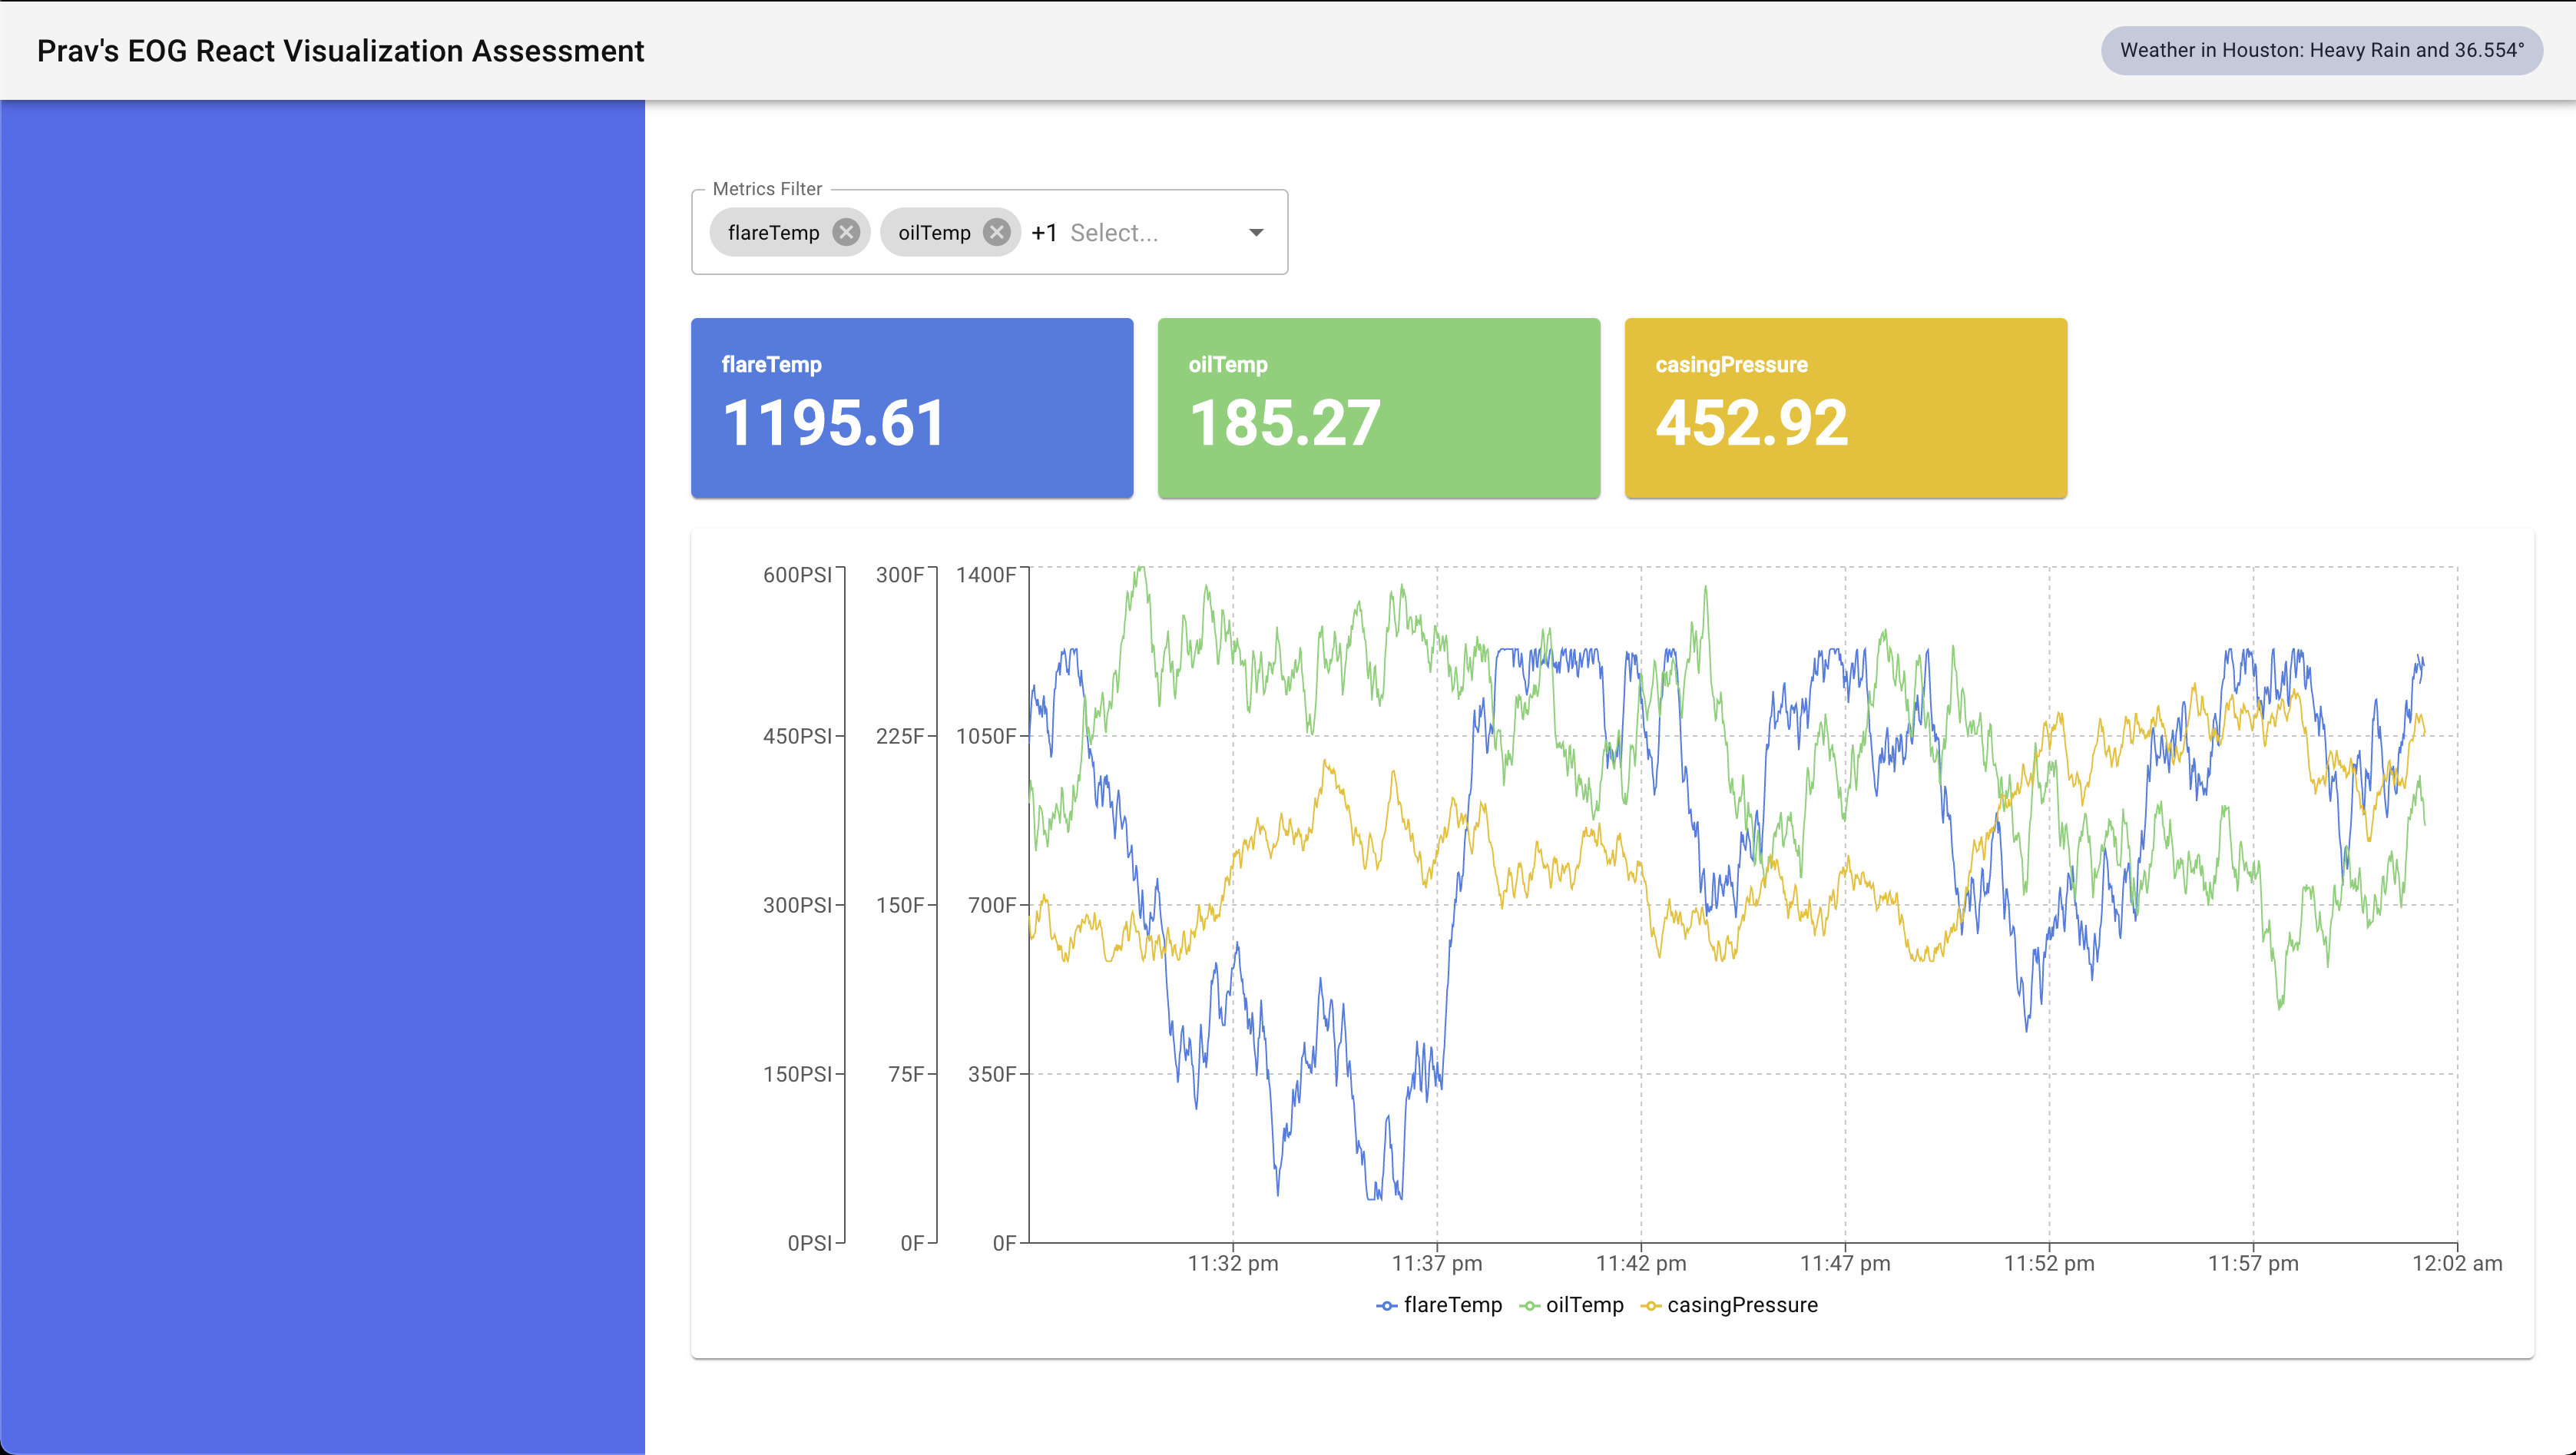 Prav's EOG React Visualization Assessment
Weather in Houston: Heavy Rain and 36.554°
Metrics Filter
flareTemp oilTemp +1 Select...
flareTemp
1195.61
oilTemp
185.27
casingPressure
452.92
600PSI 300F 1400F
450PSI 225F 1050F
300PSI 150F 700F
150PSI 75F 350F
0PSI 0F 0F
11:32 pm 11:37 pm 11:42 pm 11:47 pm 11:52 pm 11:57 pm 12:02 am
flareTemp oilTemp casingPressure